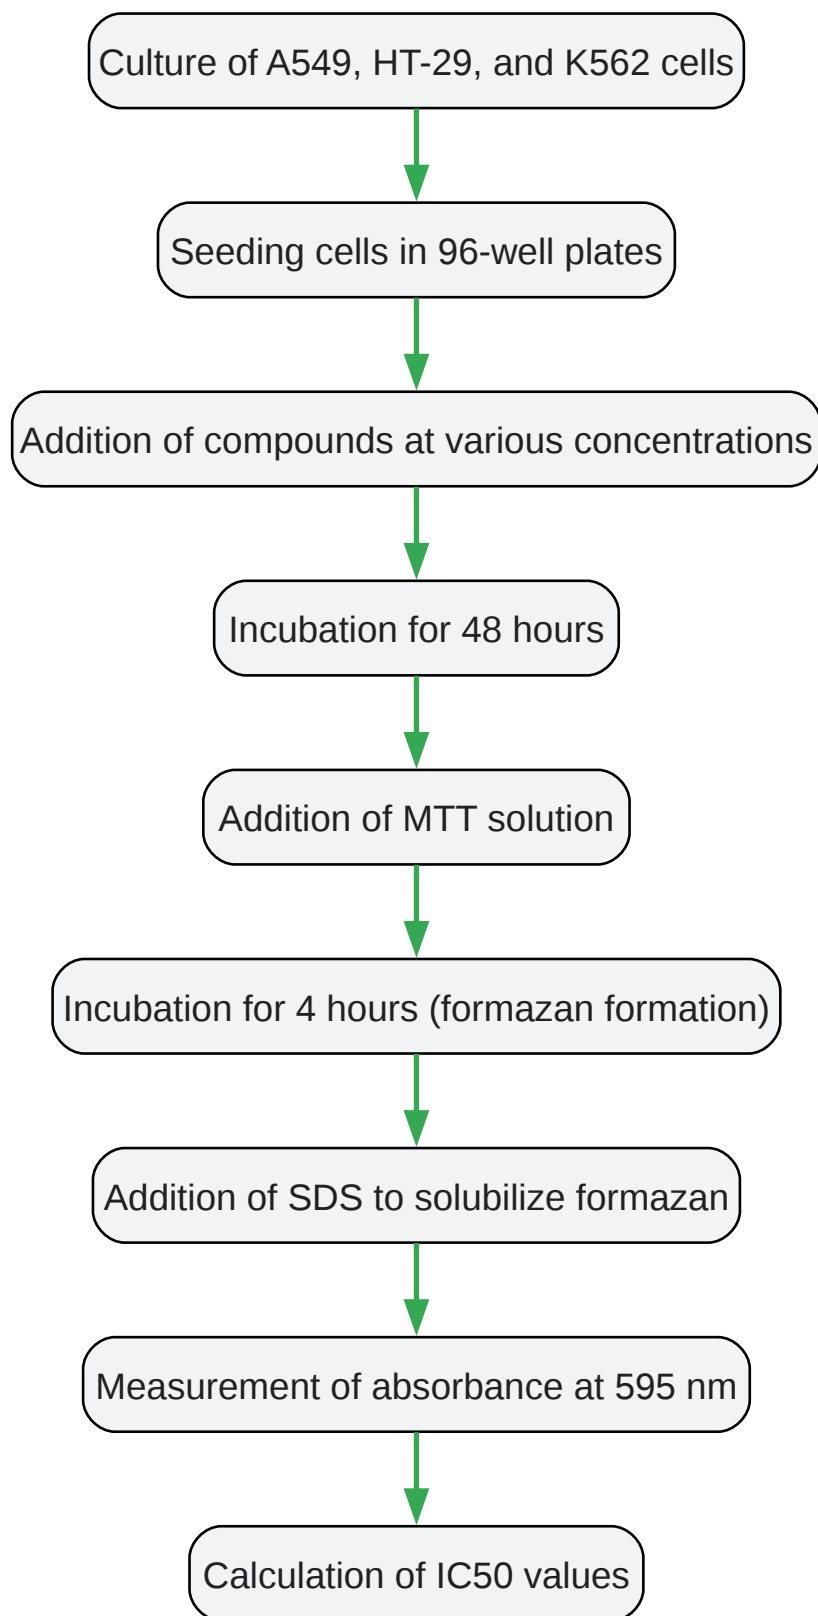 Culture of A549, HT-29, and K562 cells
Seeding cells in 96-well plates
Addition of compounds at various concentrations
Incubation for 48 hours
Addition of MTT solution
Incubation for 4 hours (formazan formation)
Addition of SDS to solubilize formazan
Measurement of absorbance at 595 nm
Calculation of IC50 values